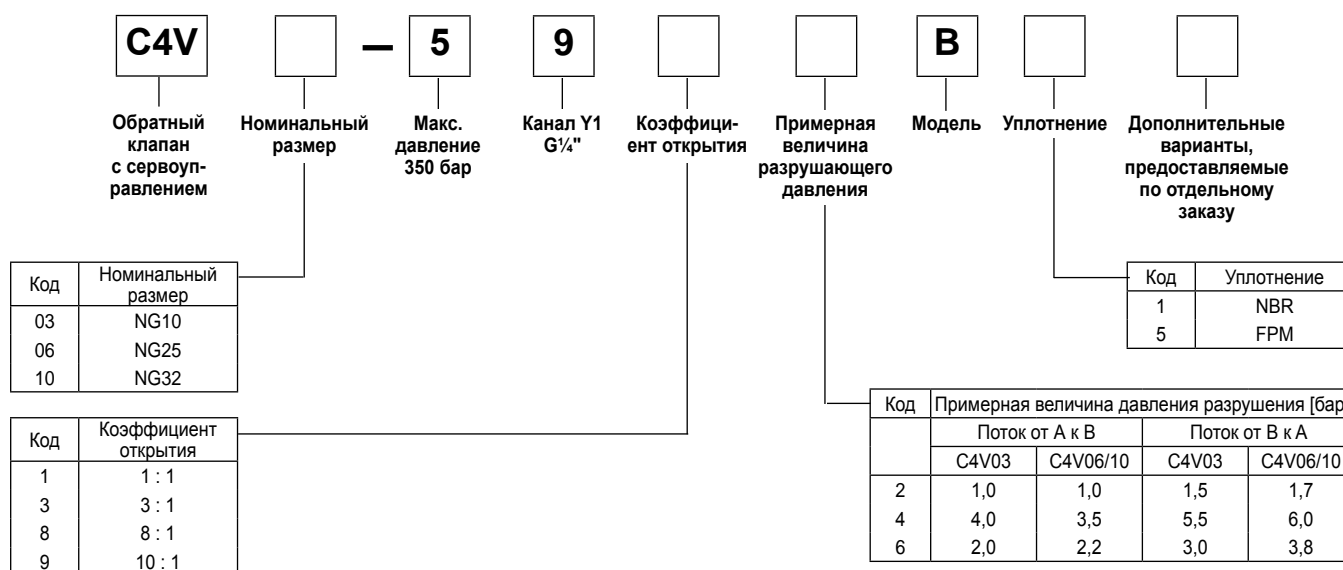 C4V — 5 9 B
Обратный клапан с сервоуп-равлением
Номинальный размер
Макс. давление 350 бар
Канал Y1 G¼"
Коэффици-ент открытия
Примерная величина разрушающего давления
Модель
Уплотнение
Дополнительные варианты, предоставляемые по отдельному заказу
Код Номинальный размер
03 NG10
06 NG25
10 NG32
Код Уплотнение
1 NBR
5 FPM
Код Коэффициент открытия
1 1 : 1
3 3 : 1
8 8 : 1
9 10 : 1
Код Примерная величина давления разрушения [бар
Поток от A к B Поток от B к A
C4V03 C4V06/10 C4V03 C4V06/10
2 1,0 1,0 1,5 1,7
4 4,0 3,5 5,5 6,0
6 2,0 2,2 3,0 3,8